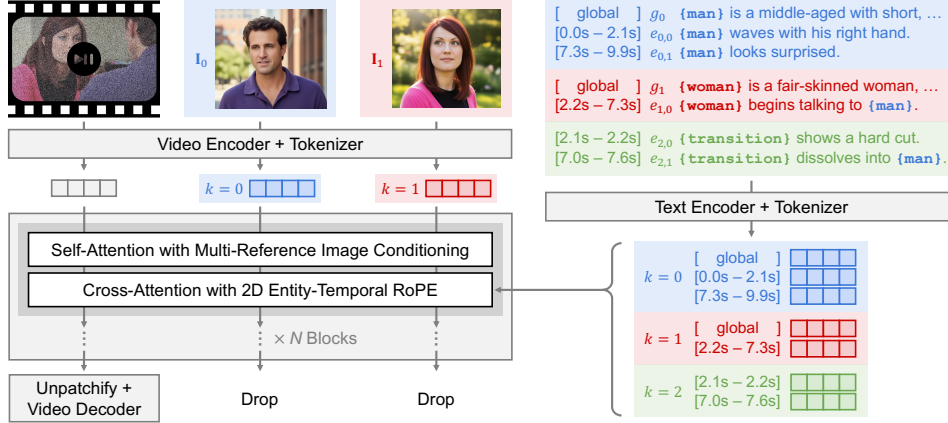 I₀
I₁
Video Encoder + Tokenizer
k = 0
k = 1
Self-Attention with Multi-Reference Image Conditioning
Cross-Attention with 2D Entity-Temporal RoPE
× N Blocks
Unpatchify +
Video Decoder
Drop
Drop
[ global ] g₀ {man} is a middle-aged with short, …
[0.0s – 2.1s] e₀,₀ {man} waves with his right hand.
[7.3s – 9.9s] e₀,₁ {man} looks surprised.
[ global ] g₁ {woman} is a fair-skinned woman, …
[2.2s – 7.3s] e₁,₀ {woman} begins talking to {man}.
[2.1s – 2.2s] e₂,₀ {transition} shows a hard cut.
[7.0s – 7.6s] e₂,₁ {transition} dissolves into {man}.
Text Encoder + Tokenizer
k = 0
[ global ]
[0.0s – 2.1s]
[7.3s – 9.9s]
k = 1
[ global ]
[2.2s – 7.3s]
k = 2
[2.1s – 2.2s]
[7.0s – 7.6s]